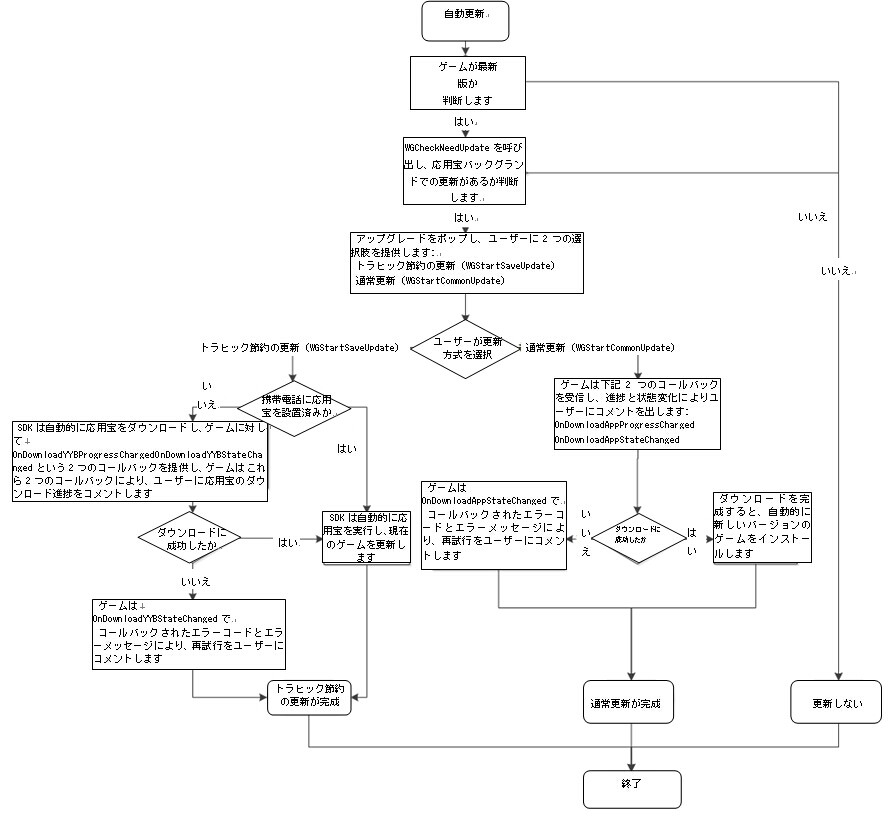 自動更新
ゲームが最新
版か
判断します
はい
WGCheckNeedUpdate を呼び
出し、応用宝バックグラン
ドでの更新があるか判断
します。
はい
いいえ
いいえ
アップグレードをポップし、ユーザーに 2 つの選
択肢を提供します:
トラヒック節約の更新 (WGStartSaveUpdate)
通常更新 (WGStartCommonUpdate)
ユーザーが更新
方式を選択
トラヒック節約の更新 (WGStartSaveUpdate)
通常更新 (WGStartCommonUpdate)
携帯電話に応用
宝を設置済みか
い
いえ
はい
SDK は自動的に応用宝をダウンロードし、ゲームに対し
て
OnDownloadYYBProgressChargedOnDownloadYYBStateCha
nged という 2 つのコールバックを提供し、ゲームはこれ
ら 2 つのコールバックにより、ユーザーに応用宝のダウ
ンロード進捗をコメントします
ダウンロードに
成功したか
はい
いいえ
SDK は自動的に応
用宝を実行し、現在
のゲームを更新しま
す
ゲームは
OnDownloadYYBStateChanged で
コールバックされたエラーコードとエラ
ーメッセージにより、再試行をユーザーに
コメントします
トラヒック節約
の更新が完成
ゲームは下記 2 つのコールバック
を受信し、進捗と状態変化によりユ
ーザーにコメントを出します:
OnDownloadAppProgressCharged
OnDownloadAppStateChanged
ダウンロードに
成功したか
い
い
え
は
い
ゲームは
OnDownloadAppStateChanged で
コールバックされたエラーコ
ードとエラーメッセージによ
り、再試行をユーザーにコメン
トします
ダウンロードを完
成すると、自動的に
新しいバージョンの
ゲームをインストー
ルします
通常更新が完成
更新しない
終了